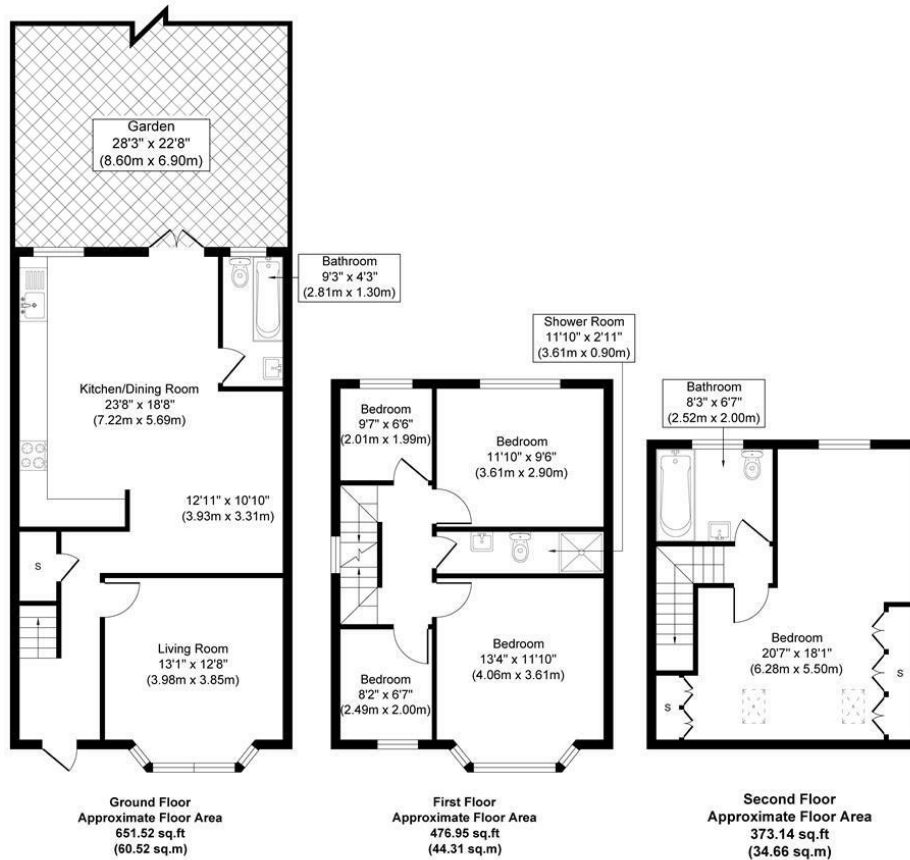 Garden
28'3" x 22'8"
(8.60m x 6.90m)
Bathroom
9'3" x 4'3"
(2.81m x 1.30m)
Kitchen/Dining Room
23'8" x 18'8"
(7.22m x 5.69m)
12'11" x 10'10"
(3.93m x 3.31m)
S
Living Room
13'1" x 12'8"
(3.98m x 3.85m)
Ground Floor
Approximate Floor Area
651.52 sq.ft
(60.52 sq.m)
Shower Room
11'10" x 2'11"
(3.61m x 0.90m)
Bedroom
9'7" x 6'6"
(2.01m x 1.99m)
Bedroom
11'10" x 9'6"
(3.61m x 2.90m)
Bedroom
13'4" x 11'10"
(4.06m x 3.61m)
Bedroom
8'2" x 6'7"
(2.49m x 2.00m)
First Floor
Approximate Floor Area
476.95 sq.ft
(44.31 sq.m)
Bathroom
8'3" x 6'7"
(2.52m x 2.00m)
Bedroom
20'7" x 18'1"
(6.28m x 5.50m)
S
S
Second Floor
Approximate Floor Area
373.14 sq.ft
(34.66 sq.m)